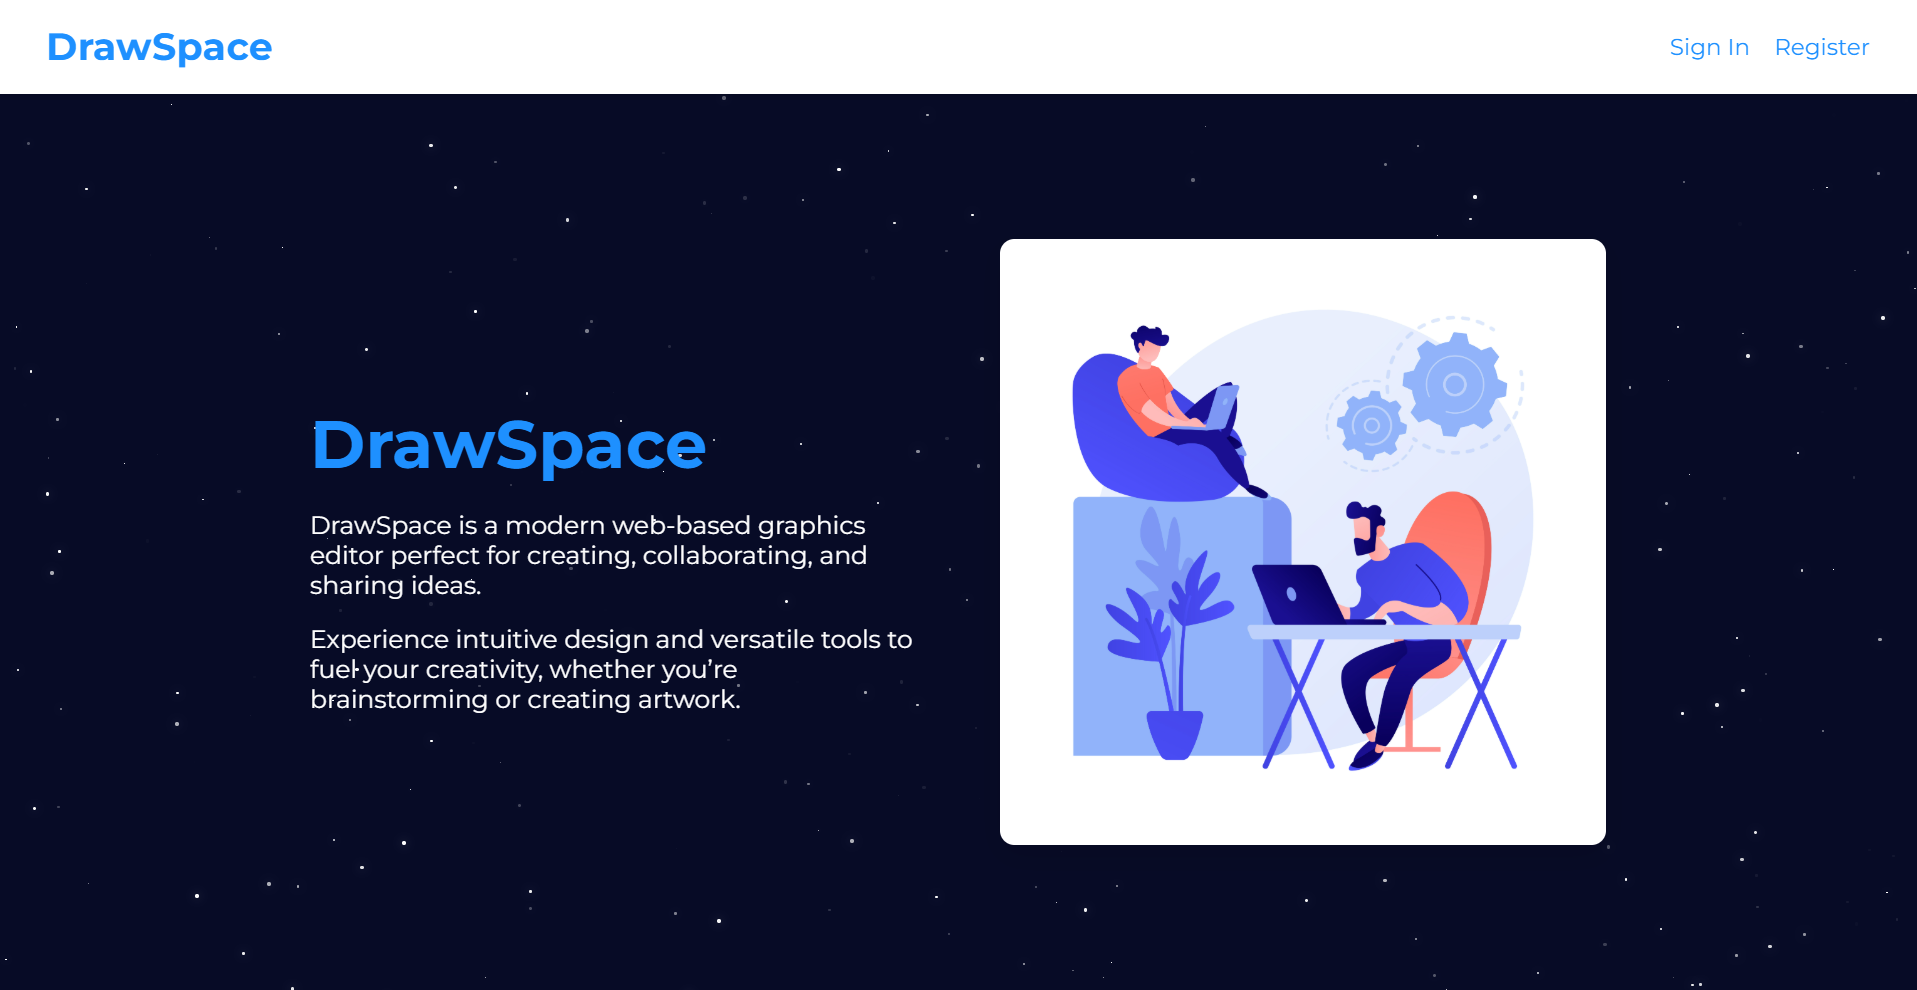 DrawSpace
Sign In
Register
DrawSpace
DrawSpace is a modern web-based graphics
editor perfect for creating, collaborating, and
sharing ideas.
Experience intuitive design and versatile tools to
fuel your creativity, whether you’re
brainstorming or creating artwork.